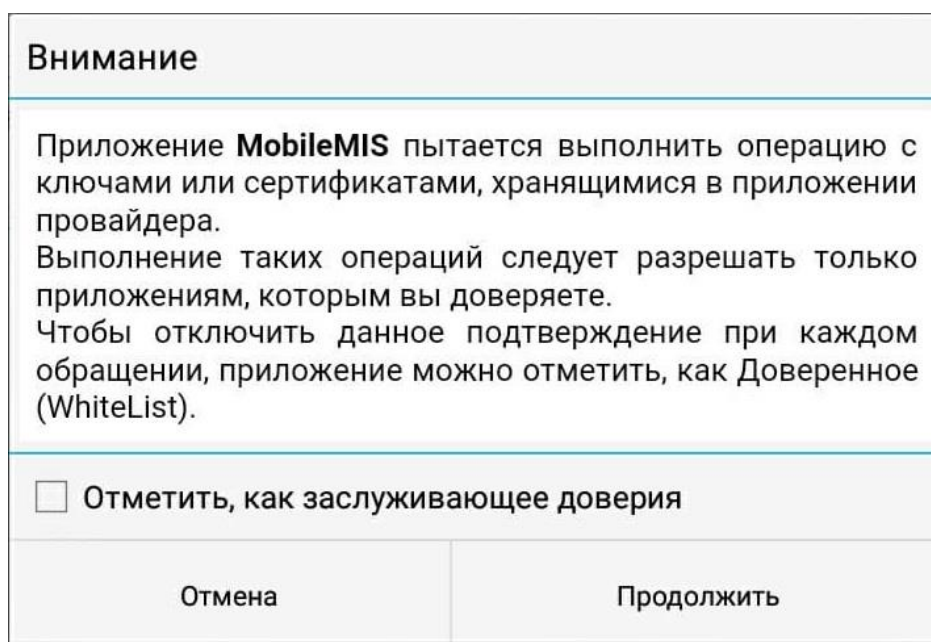 Внимание
Приложение MobileMIS пытается выполнить операцию с
ключами или сертификатами, хранящимися в приложении
провайдера.
Выполнение таких операций следует разрешать только
приложениям, которым вы доверяете.
Чтобы отключить данное подтверждение при каждом
обращении, приложение можно отметить, как Доверенное
(WhiteList).
Отметить, как заслуживающее доверия
Отмена
Продолжить